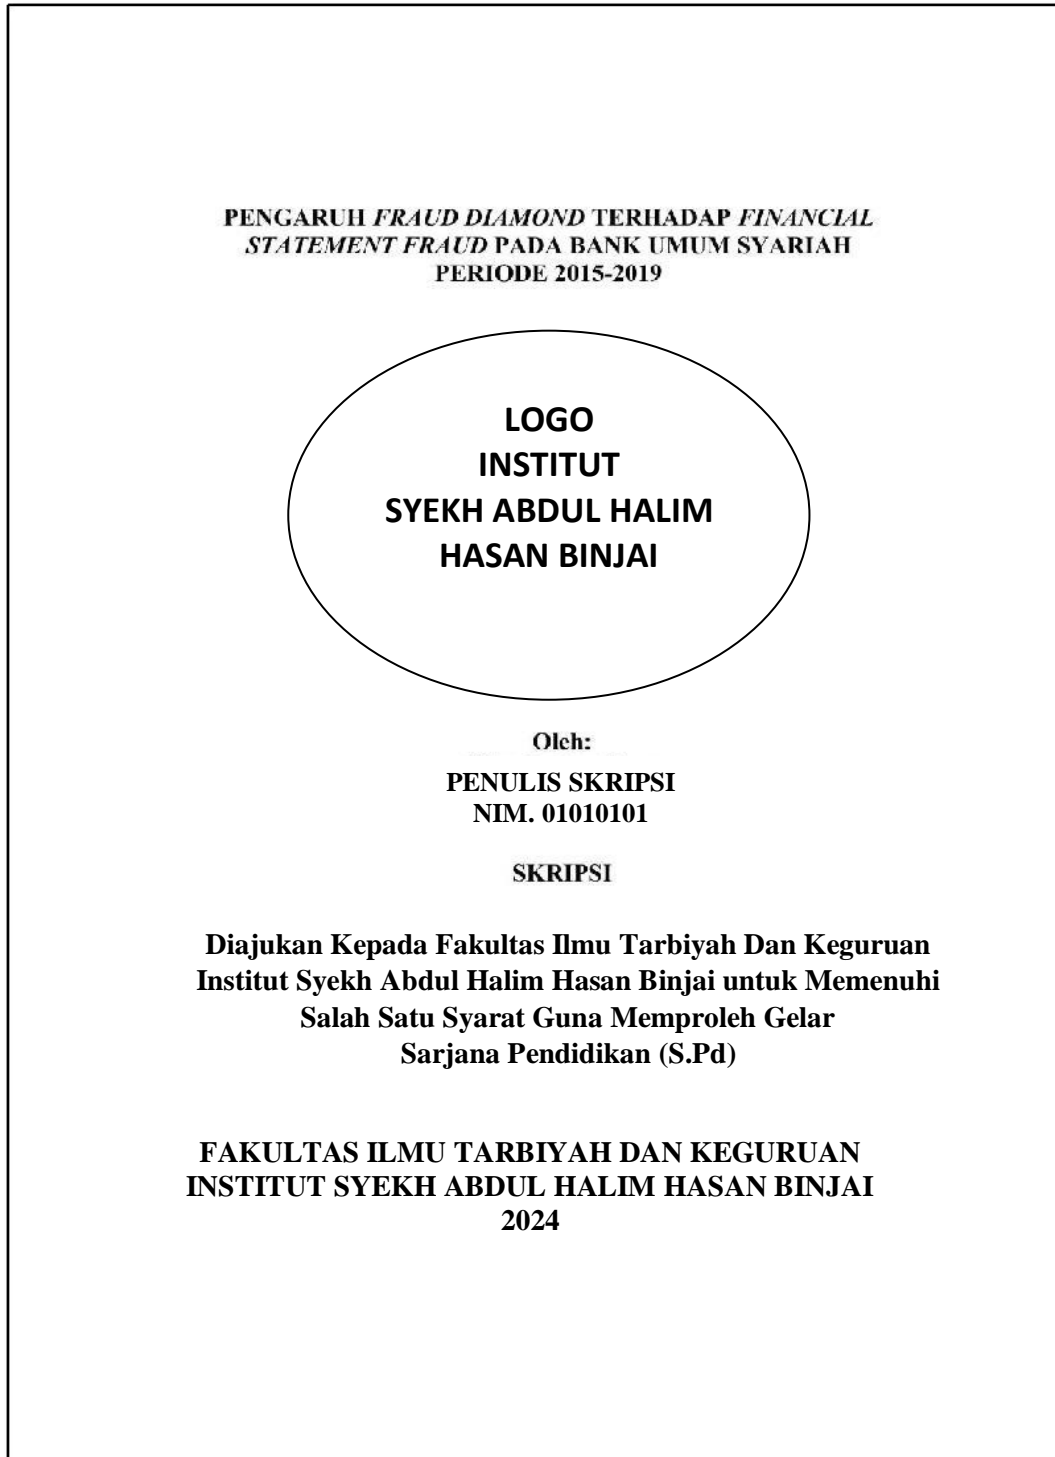 PENGARUH FRAUD DIAMOND TERHADAP FINANCIAL
STATEMENT FRAUD PADA BANK UMUM SYARIAH
PERIODE 2015-2019
LOGO
INSTITUT
SYEKH ABDUL HALIM
HASAN BINJAI
Oleh:
PENULIS SKRIPSI
NIM. 01010101
SKRIPSI
Diajukan Kepada Fakultas Ilmu Tarbiyah Dan Keguruan
Institut Syekh Abdul Halim Hasan Binjai untuk Memenuhi
Salah Satu Syarat Guna Memproleh Gelar
Sarjana Pendidikan (S.Pd)
FAKULTAS ILMU TARBIYAH DAN KEGURUAN
INSTITUT SYEKH ABDUL HALIM HASAN BINJAI
2024